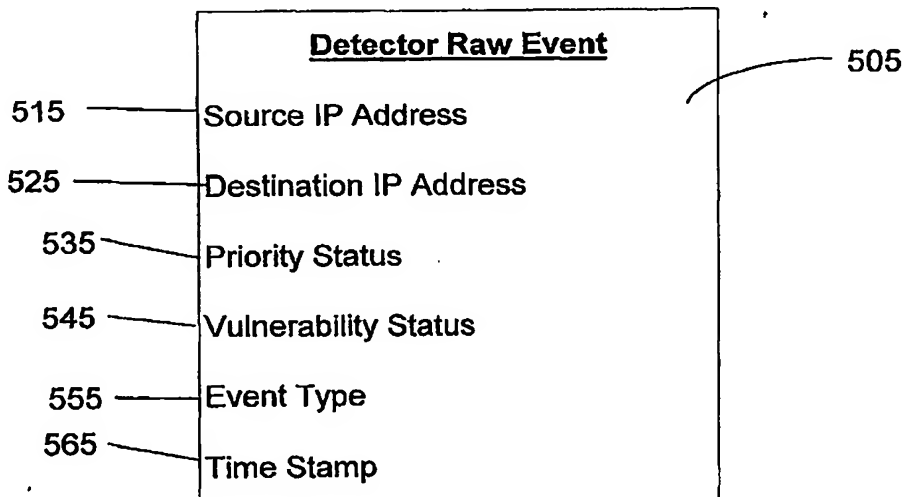 Detector Raw Event
505
515 Source IP Address
525 Destination IP Address
535 Priority Status
545 Vulnerability Status
555 Event Type
565 Time Stamp